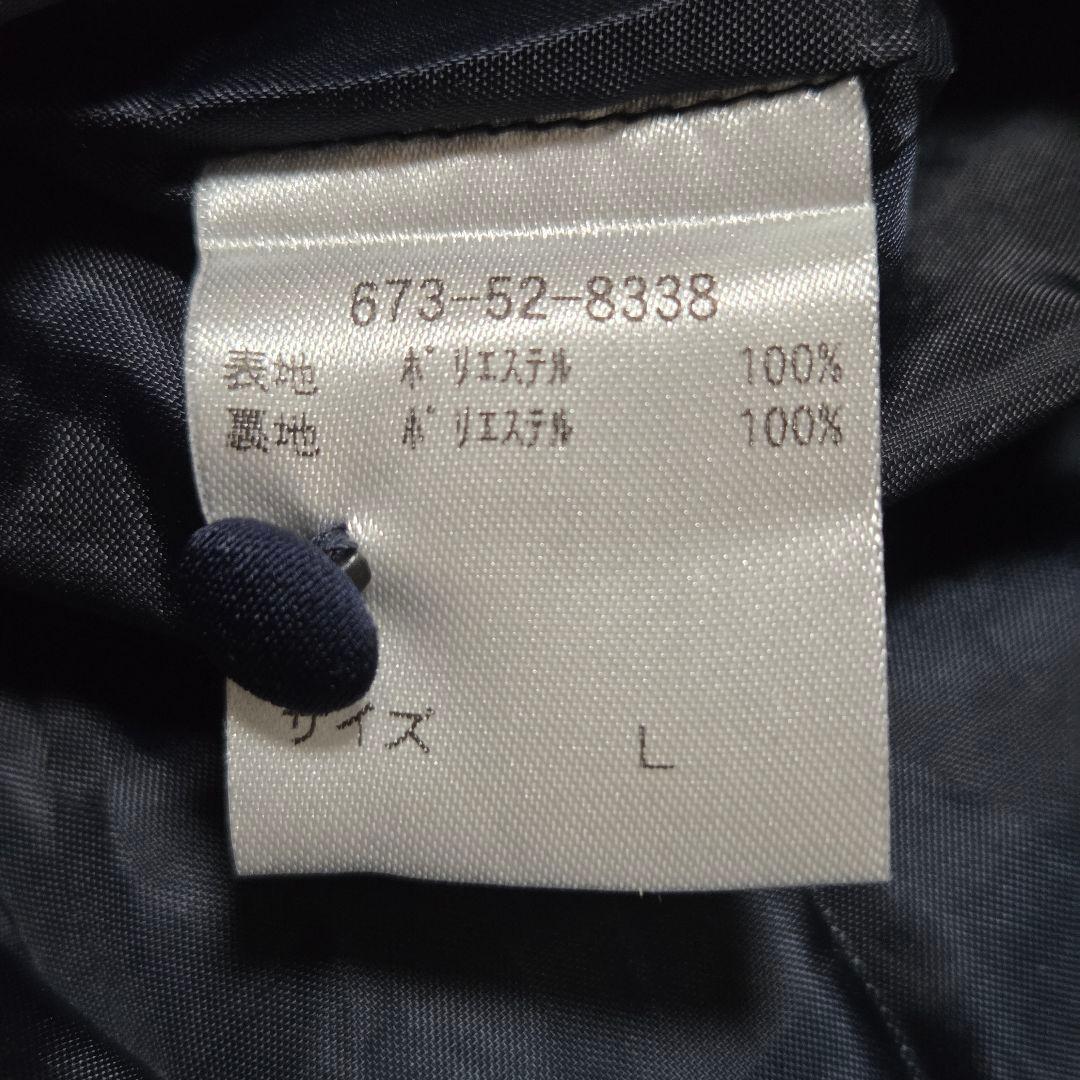 673-52-8338
表地 ﾎﾟﾘｴｽﾃﾙ 100%
裏地 ﾎﾟﾘｴｽﾃﾙ 100%
サイズ L